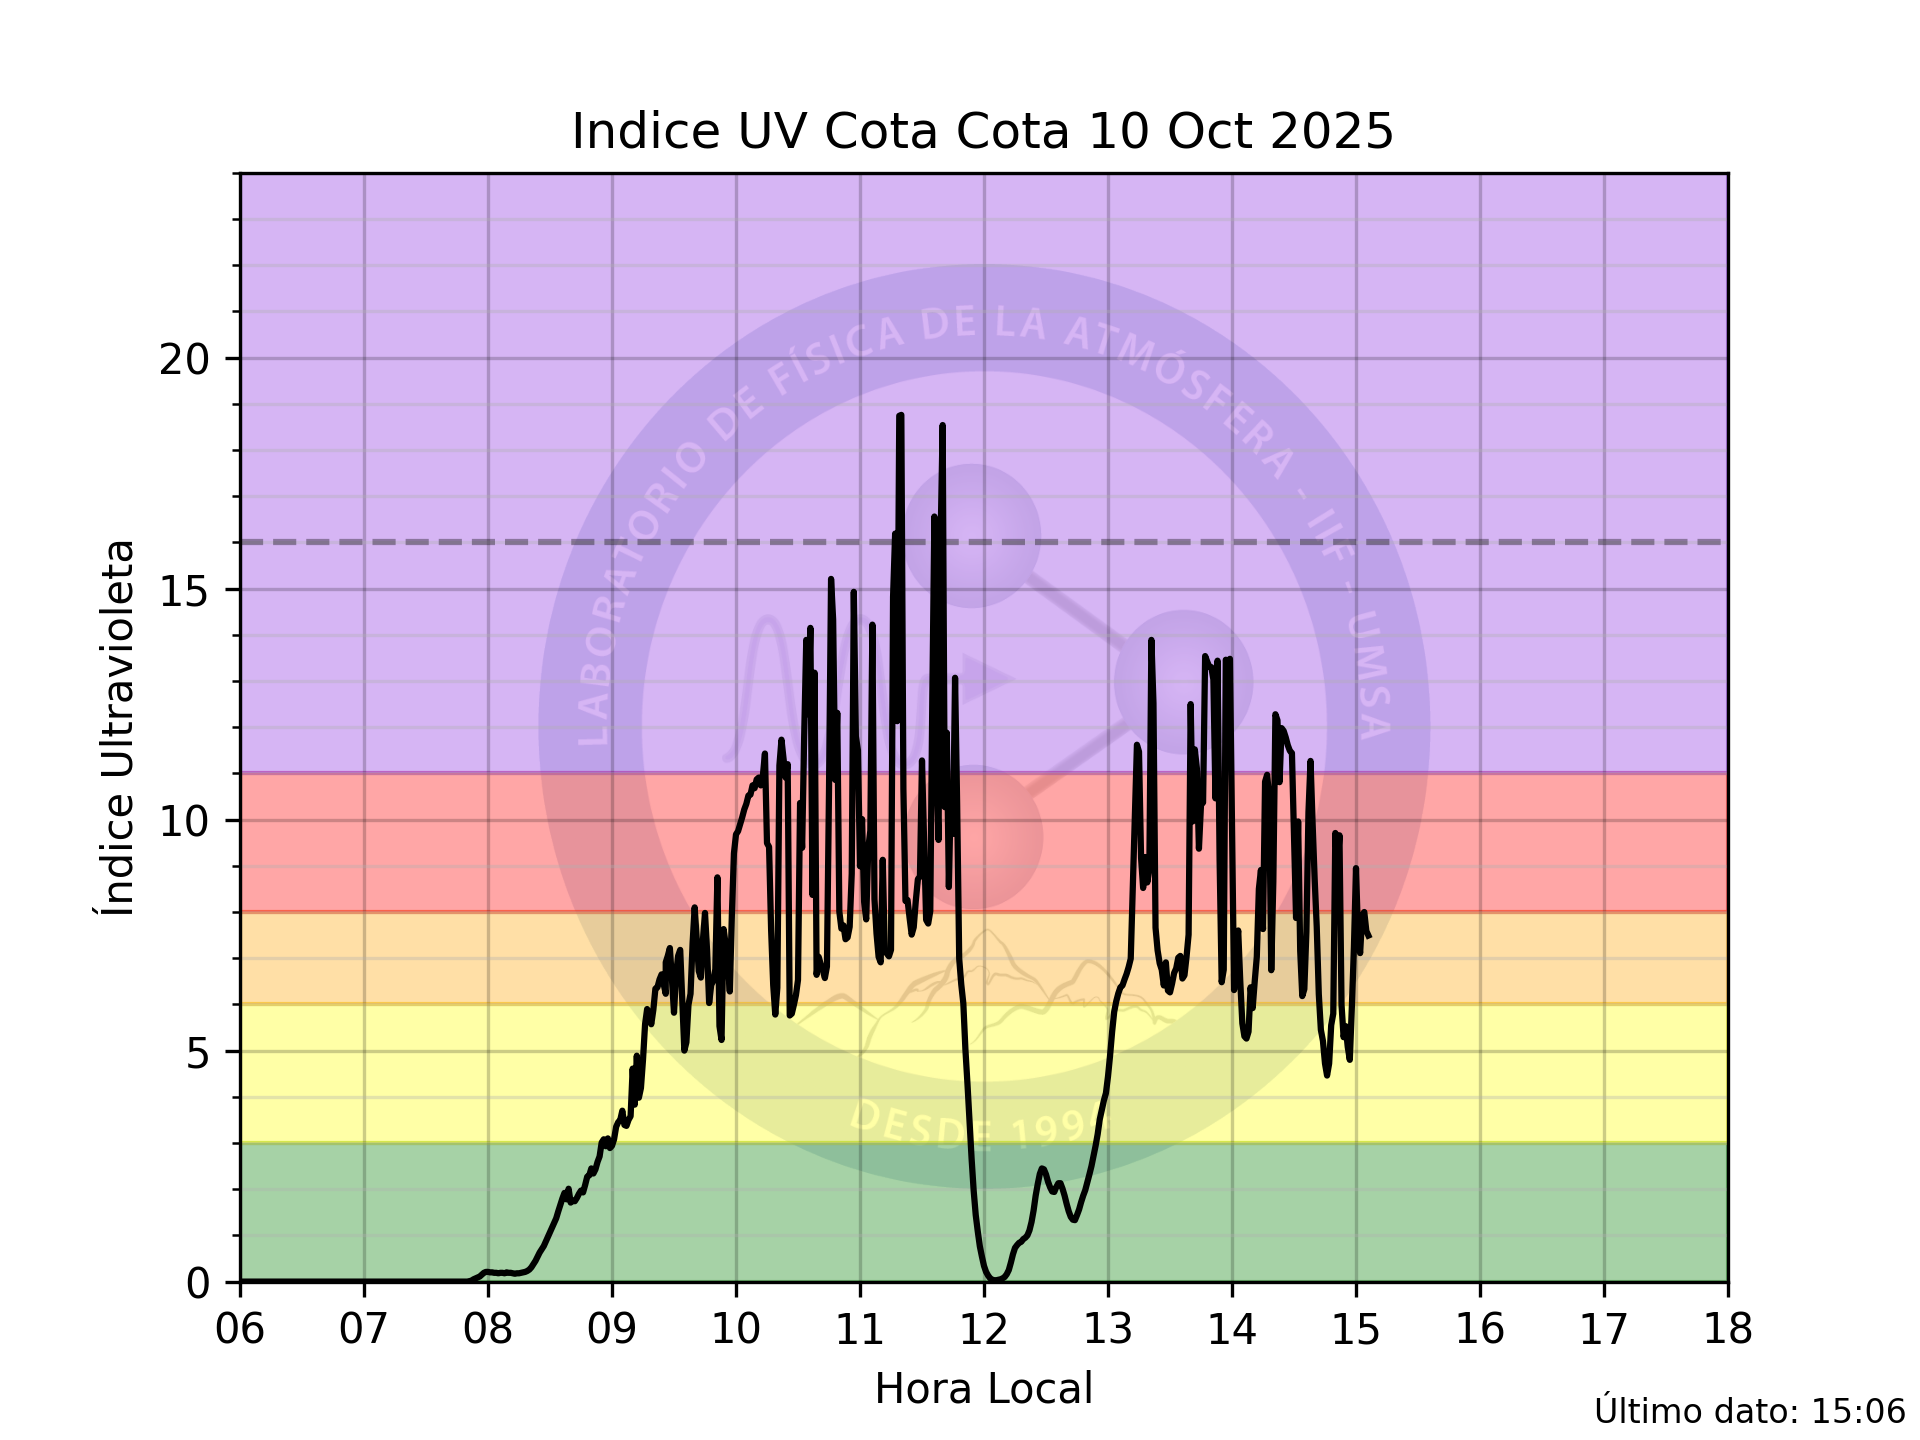 Indice UV Cota Cota 10 Oct 2025
LABORATORIO DE FÍSICA DE LA ATMÓSFERA - IIF - UMSA
DESDE 1994
Índice Ultravioleta
20
15
10
5
0
06 07 08 09 10 11 12 13 14 15 16 17 18
Hora Local
Último dato: 15:06